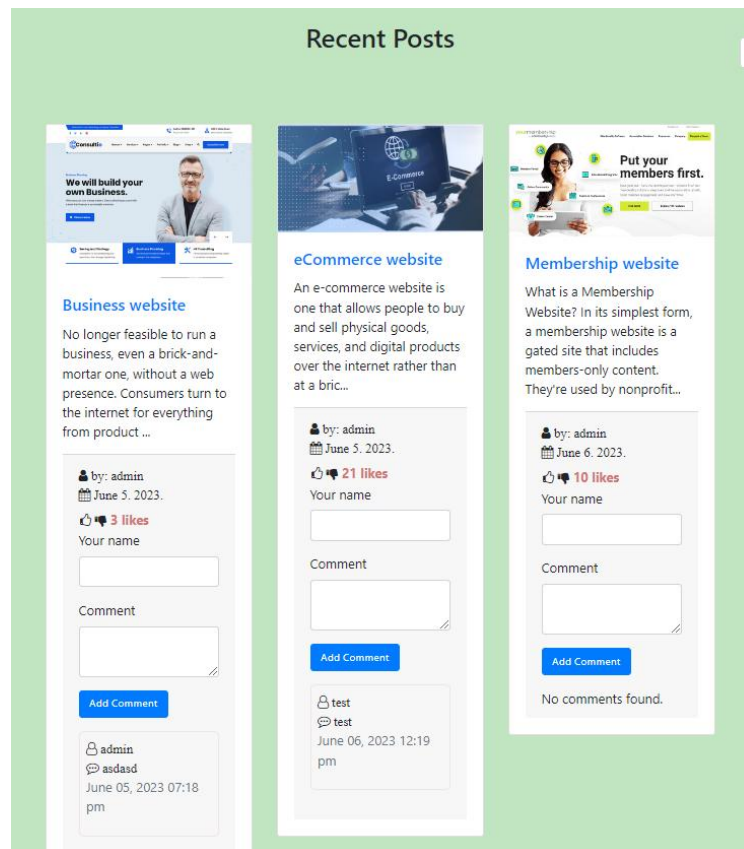 Recent Posts
Consultio
We will build your
own Business.
Business website
No longer feasible to run a
business, even a brick-and-
mortar one, without a web
presence. Consumers turn to
the internet for everything
from product ...
by: admin
June 5. 2023.
3 likes
Your name
Comment
Add Comment
admin
asdasd
June 05, 2023 07:18
pm
E-Commerce
eCommerce website
An e-commerce website is
one that allows people to buy
and sell physical goods,
services, and digital products
over the internet rather than
at a bric...
by: admin
June 5. 2023.
21 likes
Your name
Comment
Add Comment
test
test
June 06, 2023 12:19
pm
Put your
members first.
Membership website
What is a Membership
Website? In its simplest form,
a membership website is a
gated site that includes
members-only content.
They're used by nonprofit...
by: admin
June 6. 2023.
10 likes
Your name
Comment
Add Comment
No comments found.